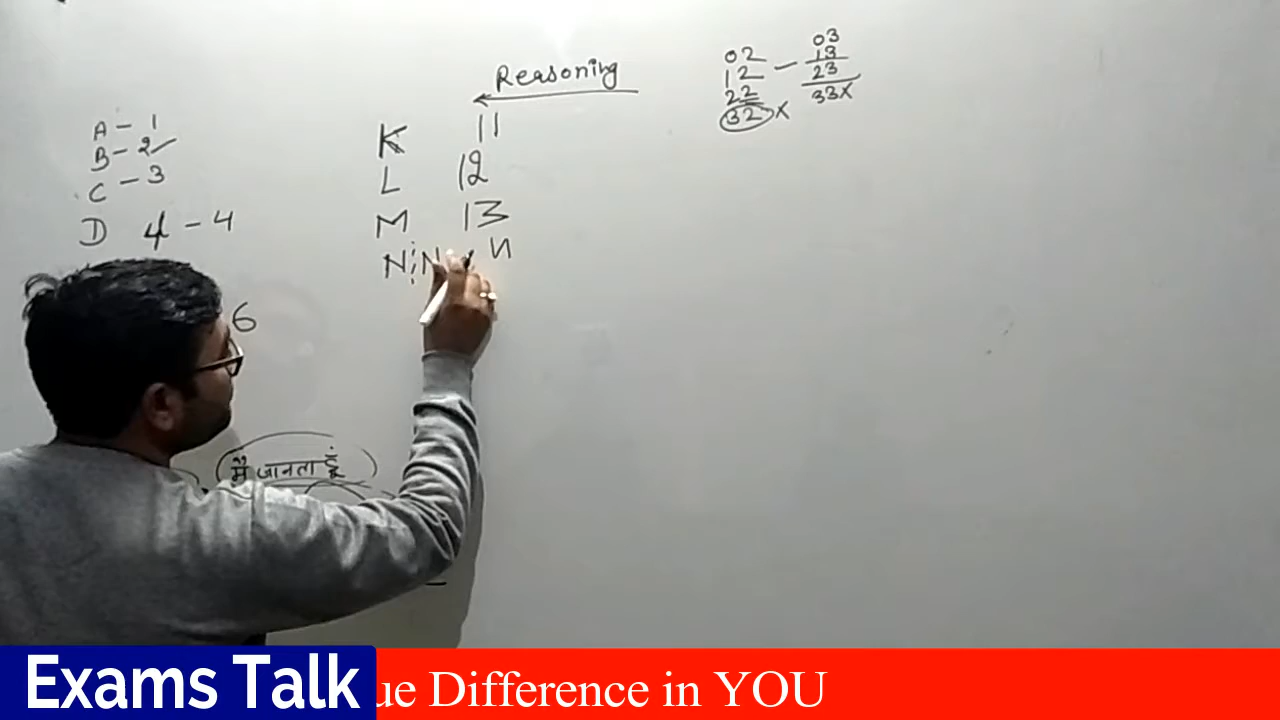 Reasoning
02
12
22
32 x
-
03
13
23
33x
A - 1
B - 2
C - 3
D 4 - 4
6
K 11
L 12
M 13
N N И
मैं जानता हूँ
Exams Talk
ue Difference in YOU